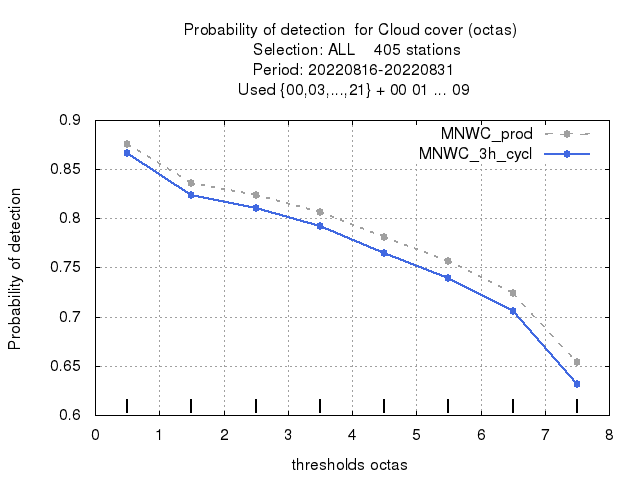 Probability of detection  for Cloud cover (octas)
Selection: ALL    405 stations
Period: 20220816-20220831
Used {00,03,...,21} + 00 01 ... 09
MNWC_prod
MNWC_3h_cycl
Probability of detection
0.9
0.85
0.8
0.75
0.7
0.65
0.6
0 1 2 3 4 5 6 7 8
thresholds octas